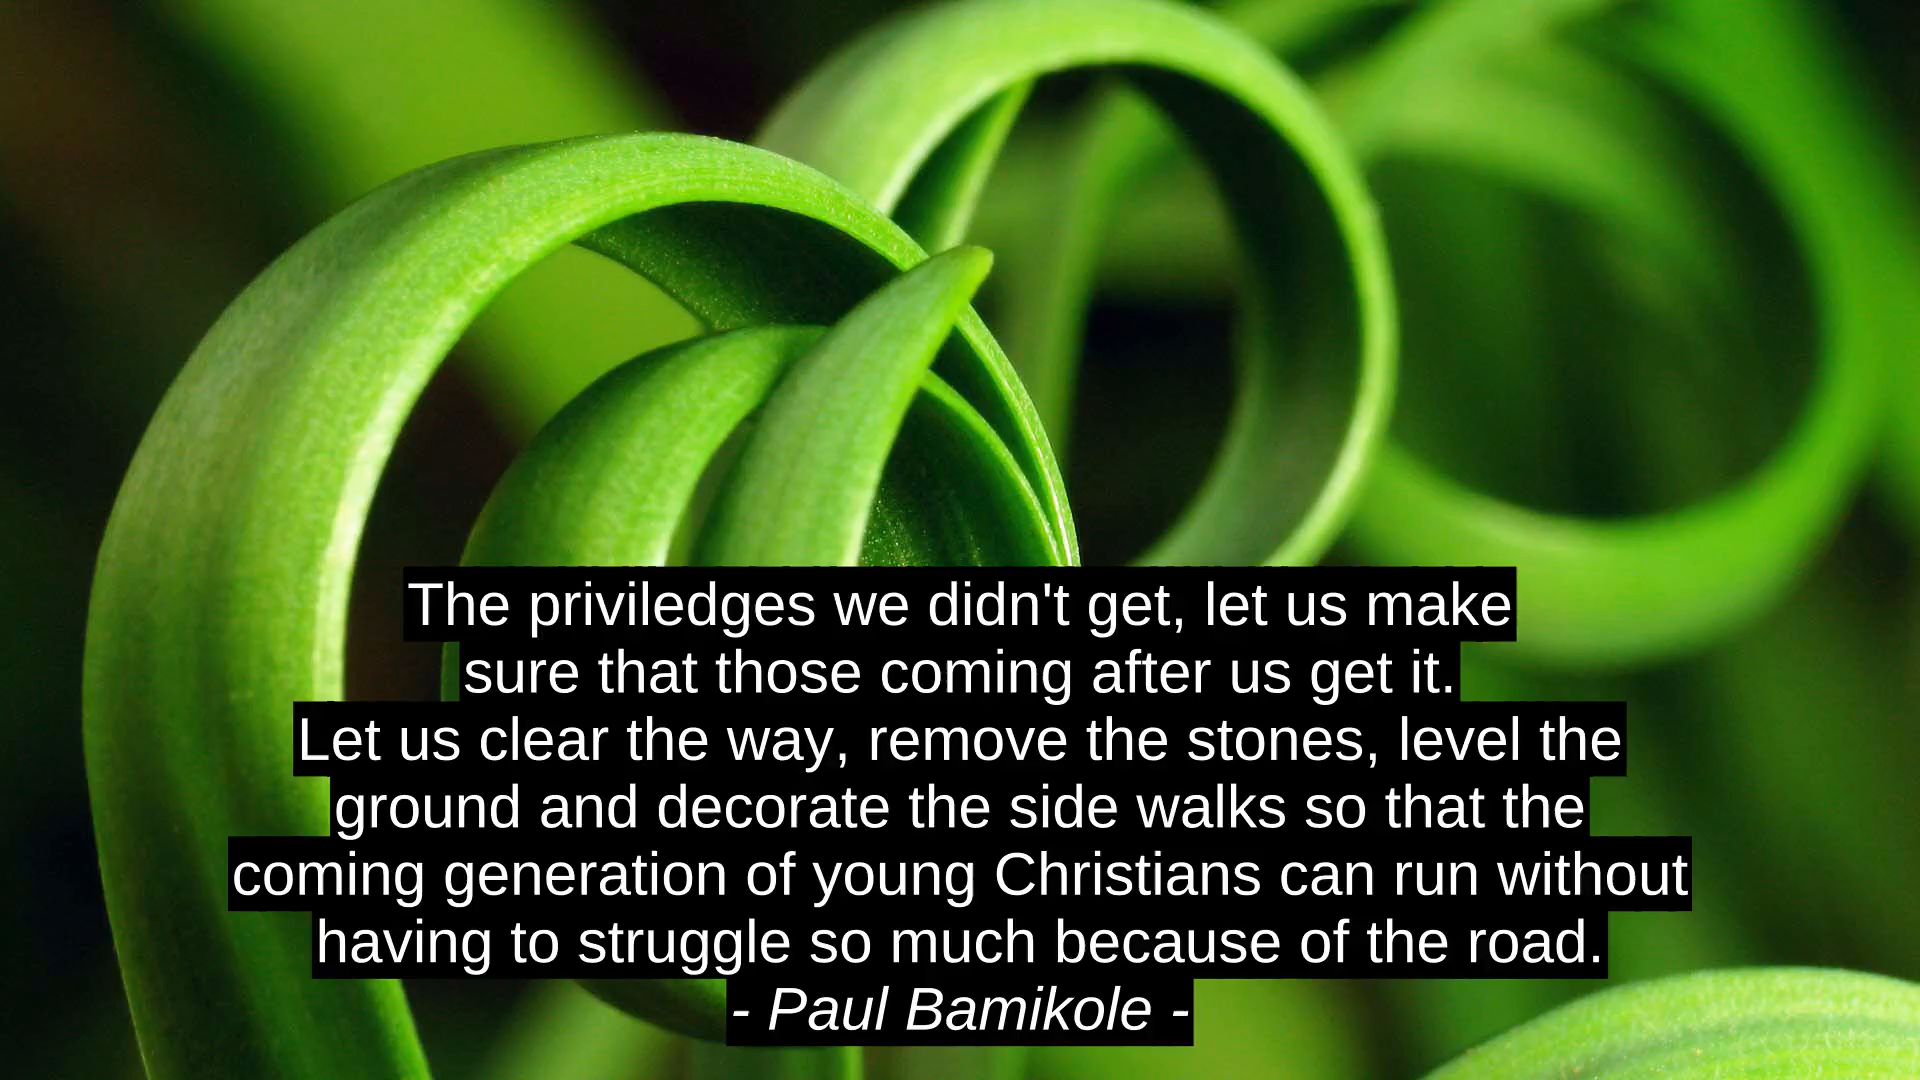 The priviledges we didn't get, let us make
sure that those coming after us get it.
Let us clear the way, remove the stones, level the
ground and decorate the side walks so that the
coming generation of young Christians can run without
having to struggle so much because of the road.
- Paul Bamikole -